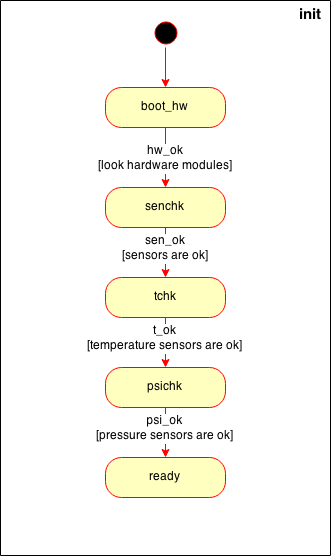 init
boot_hw
hw_ok
[look hardware modules]
senchk
sen_ok
[sensors are ok]
tchk
t_ok
[temperature sensors are ok]
psichk
psi_ok
[pressure sensors are ok]
ready